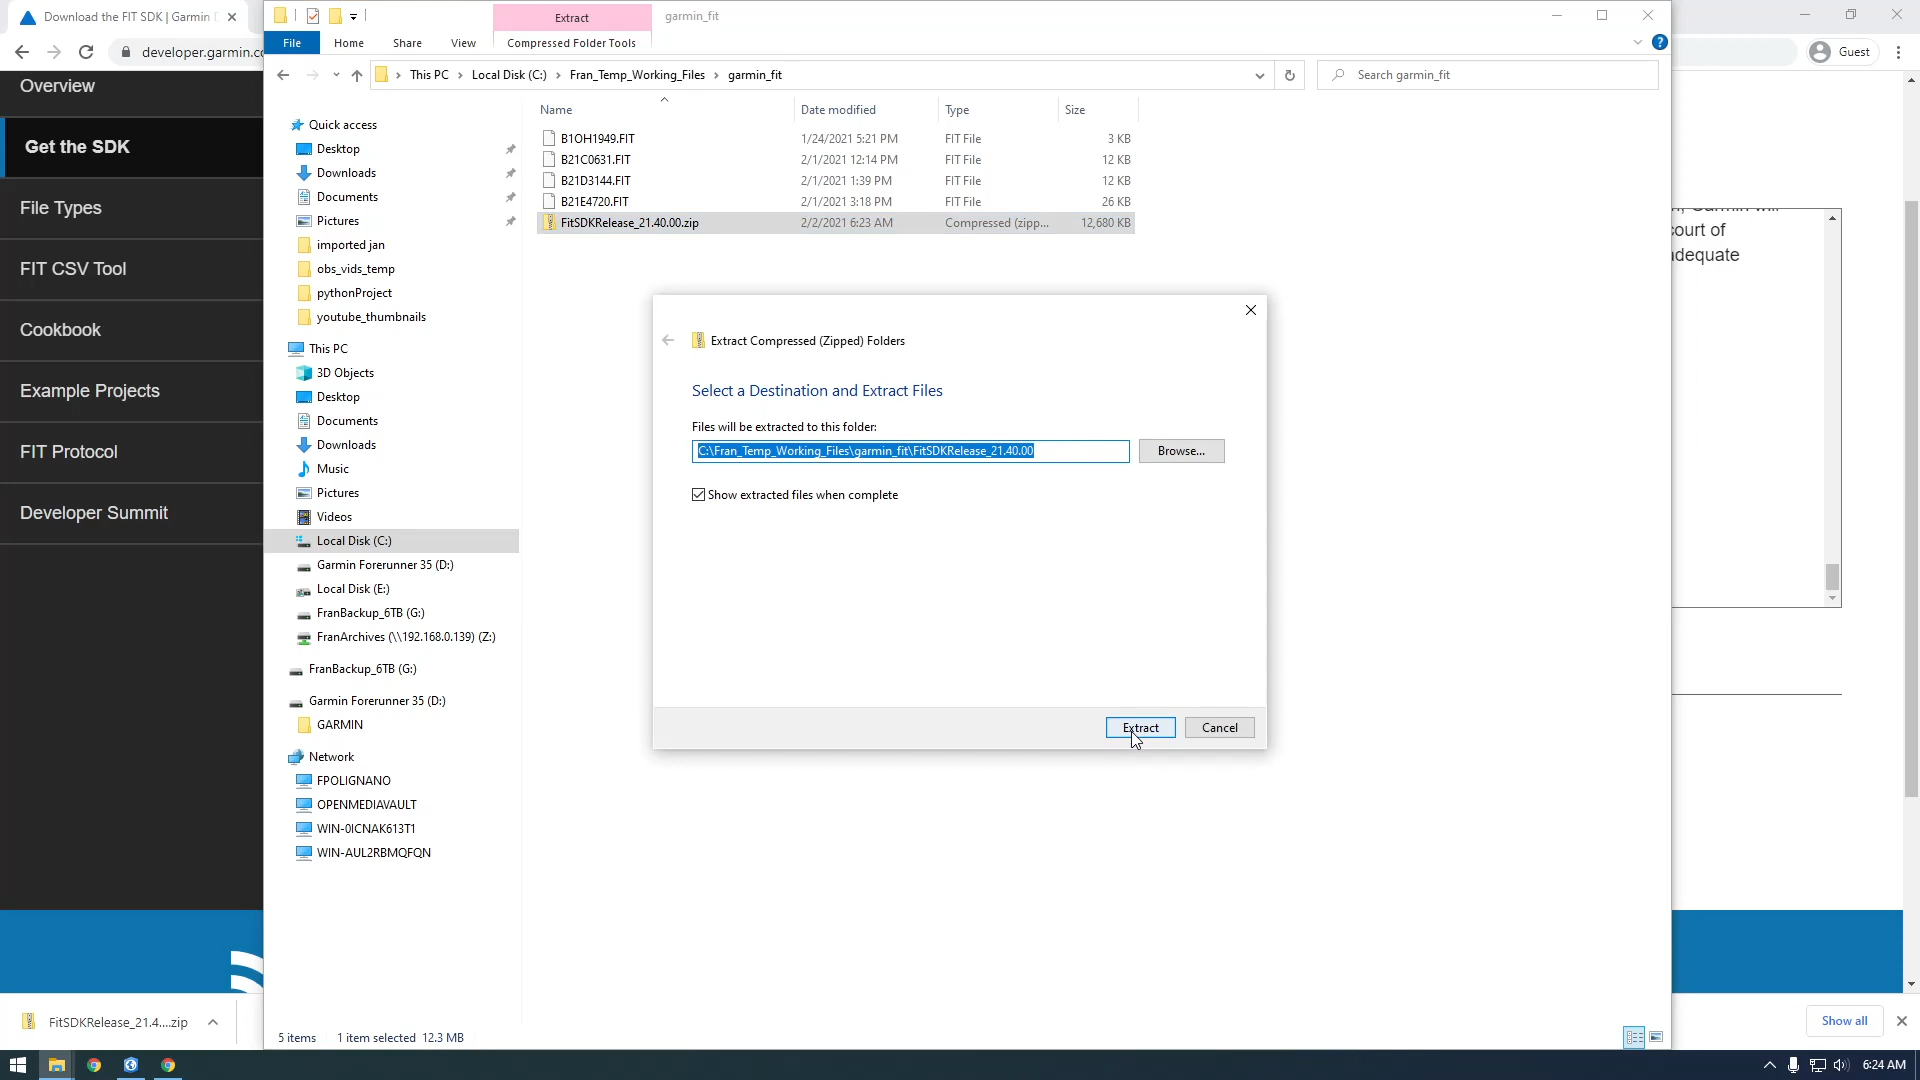 Download the FIT SDK | Garmin
developer.garmin.co
Guest
Overview
Get the SDK
File Types
FIT CSV Tool
Cookbook
Example Projects
FIT Protocol
Developer Summit
Extract
garmin_fit
File
Home
Share
View
Compressed Folder Tools
This PC
Local Disk (C:)
Fran_Temp_Working_Files
garmin_fit
Search garmin_fit
Name
Date modified
Type
Size
B1OH1949.FIT 1/24/2021 5:21 PM FIT File 3 KB
B21C0631.FIT 2/1/2021 12:14 PM FIT File 12 KB
B21D3144.FIT 2/1/2021 1:39 PM FIT File 12 KB
B21E4720.FIT 2/1/2021 3:18 PM FIT File 26 KB
FitSDKRelease_21.40.00.zip 2/2/2021 6:23 AM Compressed (zipp... 12,680 KB
Quick access
Desktop
Downloads
Documents
Pictures
imported jan
obs_vids_temp
pythonProject
youtube_thumbnails
This PC
3D Objects
Desktop
Documents
Downloads
Music
Pictures
Videos
Local Disk (C:)
Garmin Forerunner 35 (D:)
Local Disk (E:)
FranBackup_6TB (G:)
FranArchives (\\192.168.0.139) (Z:)
FranBackup_6TB (G:)
Garmin Forerunner 35 (D:)
GARMIN
Network
FPOLIGNANO
OPENMEDIAVAULT
WIN-0ICNAK613T1
WIN-AUL2RBMQFQN
Extract Compressed (Zipped) Folders
Select a Destination and Extract Files
Files will be extracted to this folder:
C:\Fran_Temp_Working_Files\garmin_fit\FitSDKRelease_21.40.00
Browse...
Show extracted files when complete
Extract
Cancel
court of
adequate
5 items
1 item selected 12.3 MB
FitSDKRelease_21.4....zip
Show all
6:24 AM